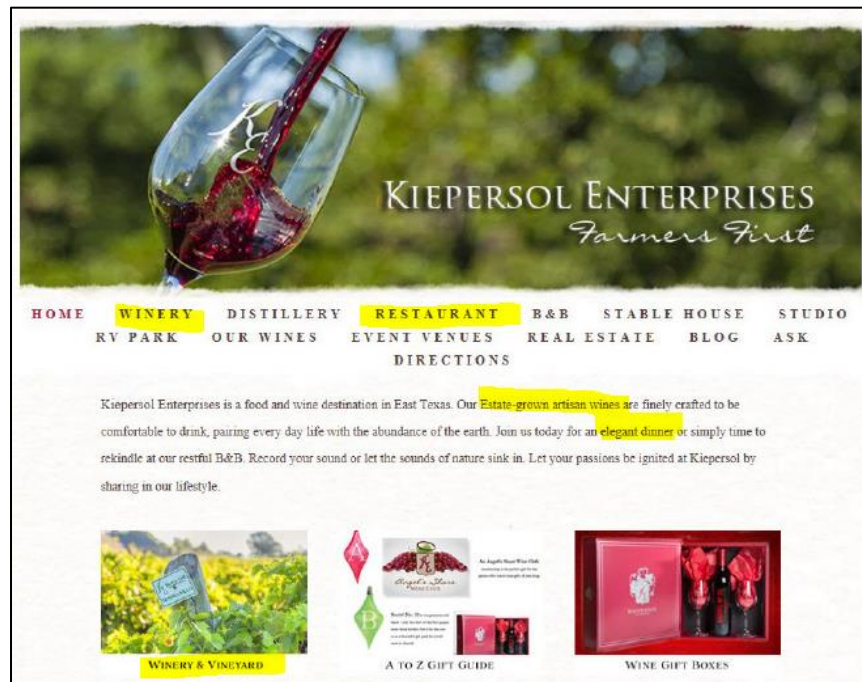 KE
KIEPERSOL ENTERPRISES
Farmers First
HOME WINERY DISTILLERY RESTAURANT B&B STABLE HOUSE STUDIO
RV PARK OUR WINES EVENT VENUES REAL ESTATE BLOG ASK
DIRECTIONS
Kiepersol Enterprises is a food and wine destination in East Texas. Our Estate-grown artisan wines are finely crafted to be
comfortable to drink, pairing every day life with the abundance of the earth. Join us today for an elegant dinner or simply time to
rekindle at our restful B&B. Record your sound or let the sounds of nature sink in. Let your passions be ignited at Kiepersol by
sharing in our lifestyle.
A
Angel's Share
WINE CLUB
B
WINERY & VINEYARD
A TO Z GIFT GUIDE
WINE GIFT BOXES